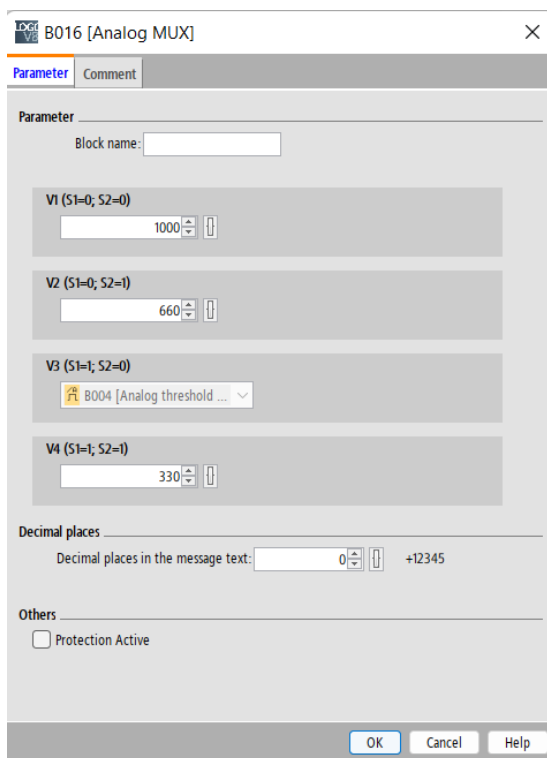 LOGO! V8 B016 [Analog MUX]
Parameter Comment
Parameter
Block name:
V1 (S1=0; S2=0)
1000
V2 (S1=0; S2=1)
660
V3 (S1=1; S2=0)
B004 [Analog threshold ...
V4 (S1=1; S2=1)
330
Decimal places
Decimal places in the message text: 0 +12345
Others
Protection Active
OK Cancel Help